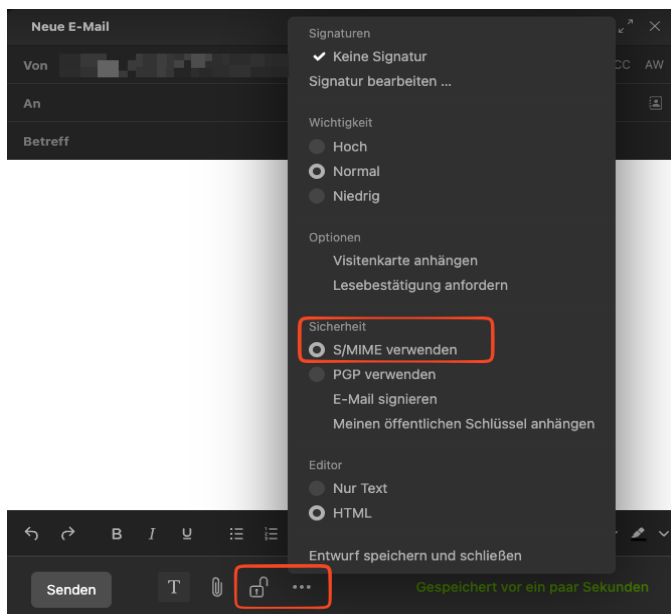 Neue E-Mail
Von
CC AW
An
Betreff
Signaturen
Keine Signatur
Signatur bearbeiten ...
Wichtigkeit
Hoch
Normal
Niedrig
Optionen
Visitenkarte anhängen
Lesebestätigung anfordern
Sicherheit
S/MIME verwenden
PGP verwenden
E-Mail signieren
Meinen öffentlichen Schlüssel anhängen
Editor
Nur Text
HTML
Entwurf speichern und schließen
B I U
Senden
T
Gespeichert vor ein paar Sekunden